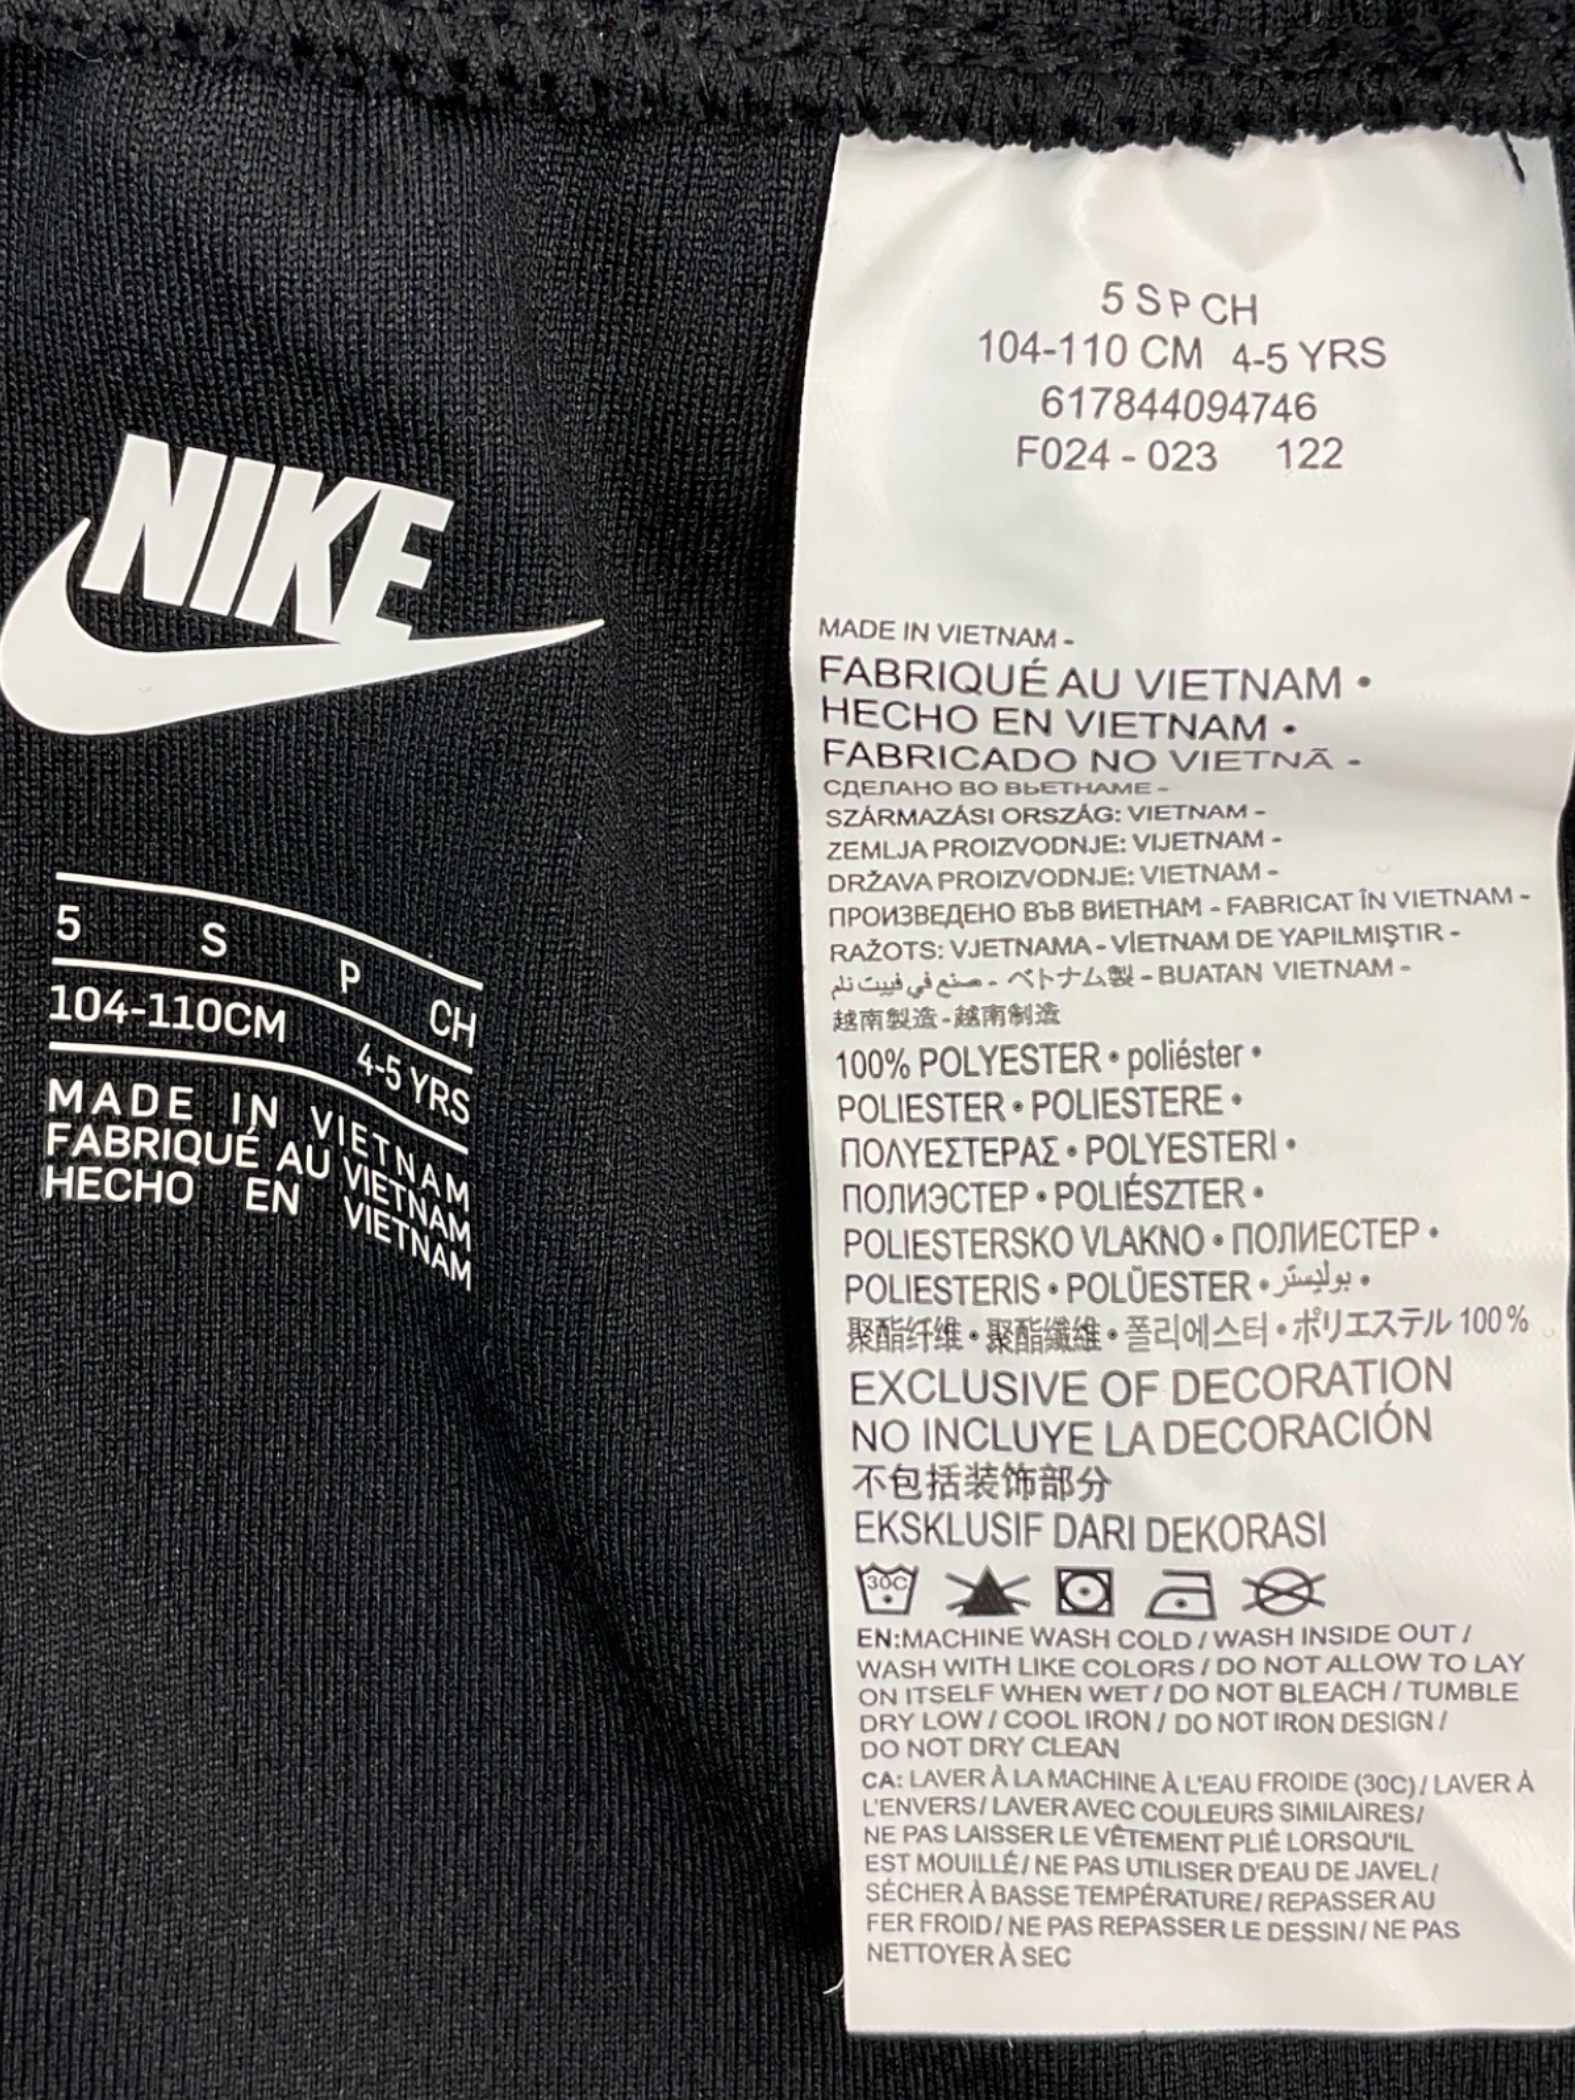 NIKE
5 S P CH
104-110CM 4-5 YRS
MADE IN VIETNAM
FABRIQUÉ AU VIETNAM
HECHO EN VIETNAM
5 S P CH
104-110 CM 4-5 YRS
617844094746
F024 - 023 122
MADE IN VIETNAM -
FABRIQUÉ AU VIETNAM •
HECHO EN VIETNAM •
FABRICADO NO VIETNÃ -
СДЕЛАНО ВО ВЬЕТНАМЕ -
SZÁRMAZÁSI ORSZÁG: VIETNAM -
ZEMLJA PROIZVODNJE: VIJETNAM -
DRŽAVA PROIZVODNJE: VIETNAM -
ПРОИЗВЕДЕНО ВЪВ ВИЕТНАМ - FABRICAT ÎN VIETNAM -
RAŽOTS: VJETNAMA - VİETNAM DE YAPILMIŞTIR -
صنع في فييت نام - ベトナム製 - BUATAN VIETNAM -
越南製造 - 越南制造
100% POLYESTER • poliéster •
POLIESTER • POLIESTERE •
ΠΟΛΥΕΣΤΕΡΑΣ • POLYESTERI •
ПОЛИЭСТЕР • POLIÉSZTER •
POLIESTERSKO VLAKNO • ПОЛИЕСТЕР •
POLIESTERIS • POLÜESTER • بوليستر •
聚酯纤维 • 聚酯纖維 • 폴리에스터 • ポリエステル 100%
EXCLUSIVE OF DECORATION
NO INCLUYE LA DECORACIÓN
不包括装饰部分
EKSKLUSIF DARI DEKORASI
30C
EN:MACHINE WASH COLD / WASH INSIDE OUT /
WASH WITH LIKE COLORS / DO NOT ALLOW TO LAY
ON ITSELF WHEN WET / DO NOT BLEACH / TUMBLE
DRY LOW / COOL IRON / DO NOT IRON DESIGN /
DO NOT DRY CLEAN
CA: LAVER À LA MACHINE À L'EAU FROIDE (30C) / LAVER À
L'ENVERS / LAVER AVEC COULEURS SIMILAIRES /
NE PAS LAISSER LE VÊTEMENT PLIÉ LORSQU'IL
EST MOUILLÉ / NE PAS UTILISER D'EAU DE JAVEL /
SÉCHER À BASSE TEMPÉRATURE / REPASSER AU
FER FROID / NE PAS REPASSER LE DESSIN / NE PAS
NETTOYER À SEC